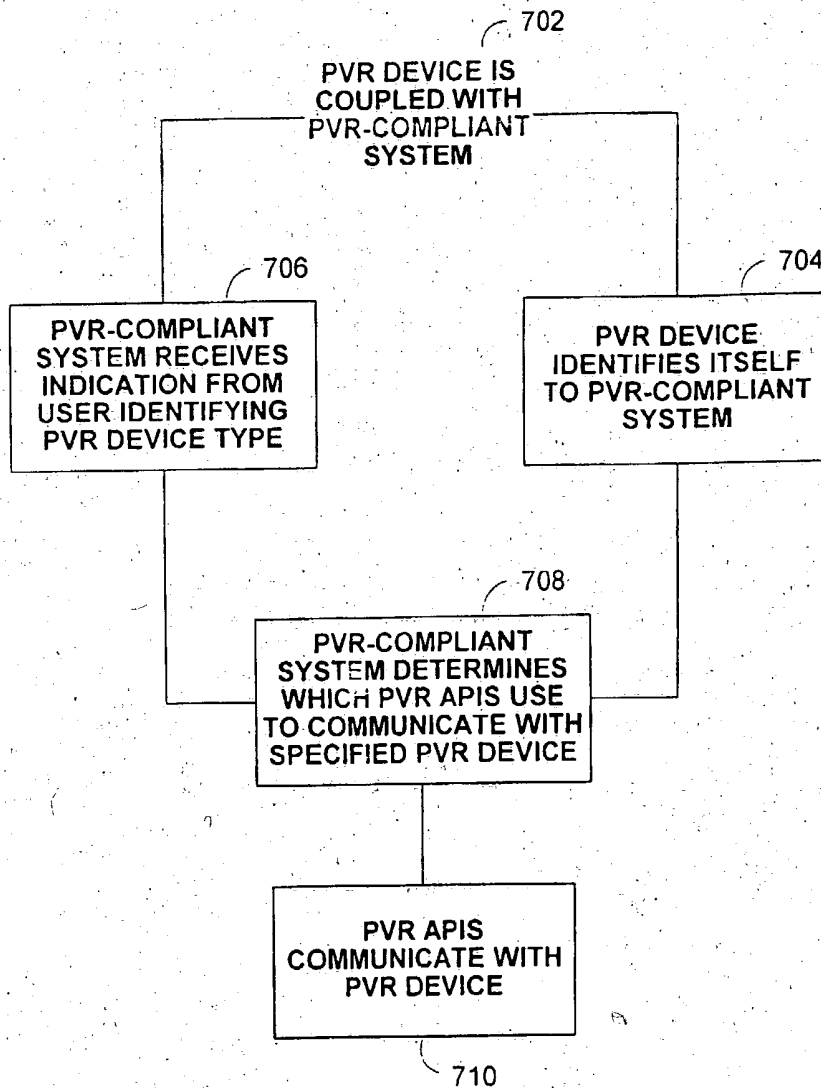 702
PVR DEVICE IS
COUPLED WITH
PVR-COMPLIANT
SYSTEM
706
PVR-COMPLIANT
SYSTEM RECEIVES
INDICATION FROM
USER IDENTIFYING
PVR DEVICE TYPE
704
PVR DEVICE
IDENTIFIES ITSELF
TO PVR-COMPLIANT
SYSTEM
708
PVR-COMPLIANT
SYSTEM DETERMINES
WHICH PVR APIS USE
TO COMMUNICATE WITH
SPECIFIED PVR DEVICE
PVR APIS
COMMUNICATE WITH
PVR DEVICE
710